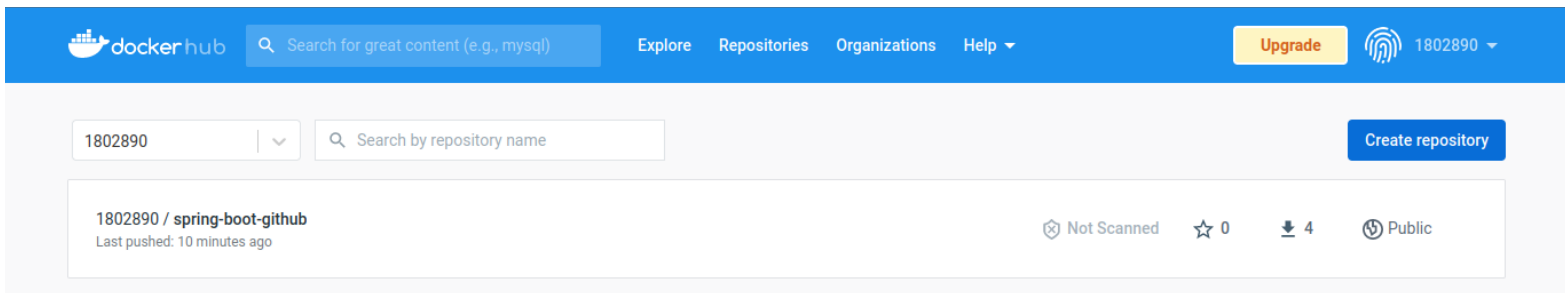 dockerhub Search for great content (e.g., mysql) Explore Repositories Organizations Help Upgrade 1802890
1802890 Search by repository name Create repository
1802890 / spring-boot-github
Last pushed: 10 minutes ago
Not Scanned 0 4 Public